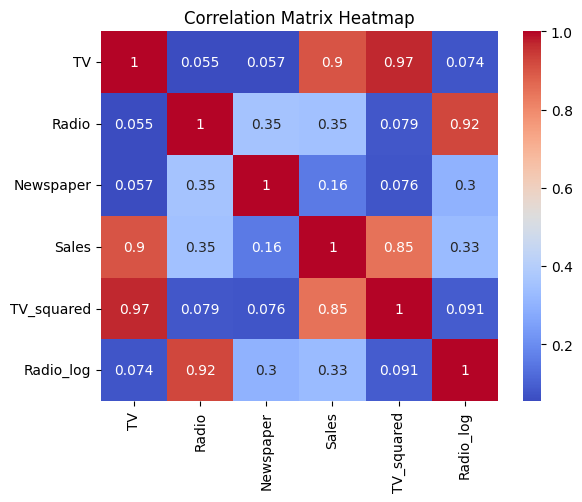 Correlation Matrix Heatmap
TV 1 0.055 0.057 0.9 0.97 0.074
Radio 0.055 1 0.35 0.35 0.079 0.92
Newspaper 0.057 0.35 1 0.16 0.076 0.3
Sales 0.9 0.35 0.16 1 0.85 0.33
TV_squared 0.97 0.079 0.076 0.85 1 0.091
Radio_log 0.074 0.92 0.3 0.33 0.091 1
TV Radio Newspaper Sales TV_squared Radio_log
1.0
0.8
0.6
0.4
0.2